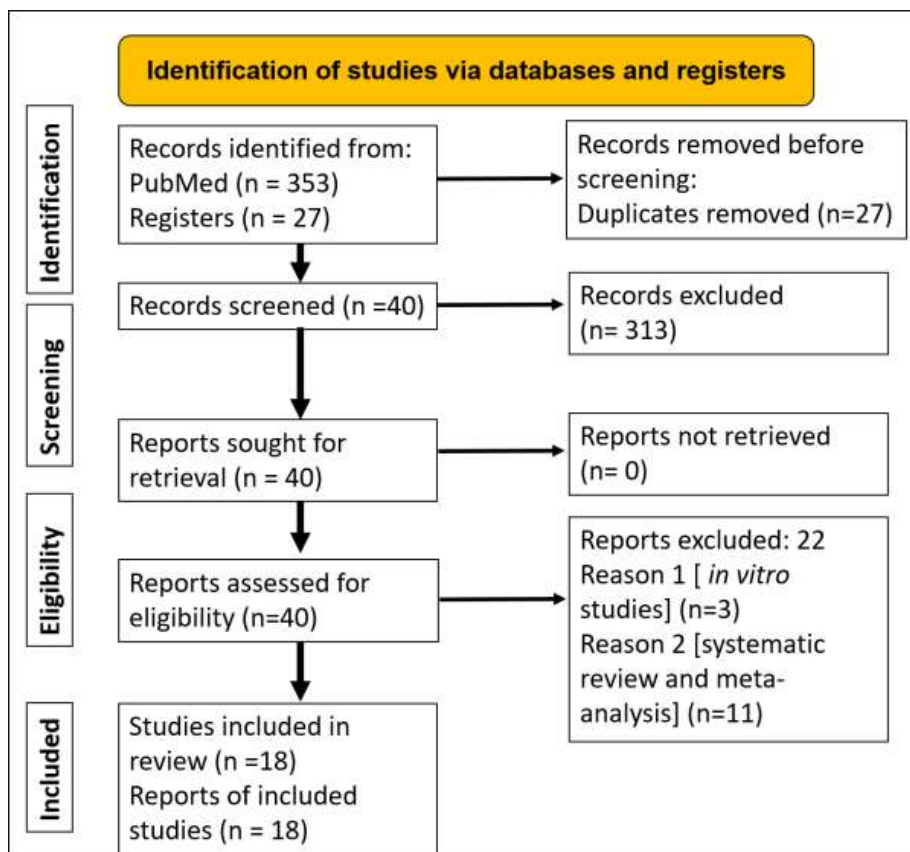 Identification of studies via databases and registers
Identification
Records identified from:
PubMed (n = 353)
Registers (n = 27)
Records removed before
screening:
Duplicates removed (n=27)
Screening
Records screened (n =40)
Records excluded
(n= 313)
Reports sought for
retrieval (n = 40)
Reports not retrieved
(n= 0)
Eligibility
Reports assessed for
eligibility (n=40)
Reports excluded: 22
Reason 1 [ in vitro
studies] (n=3)
Reason 2 [systematic
review and meta-
analysis] (n=11)
Included
Studies included in
review (n =18)
Reports of included
studies (n = 18)